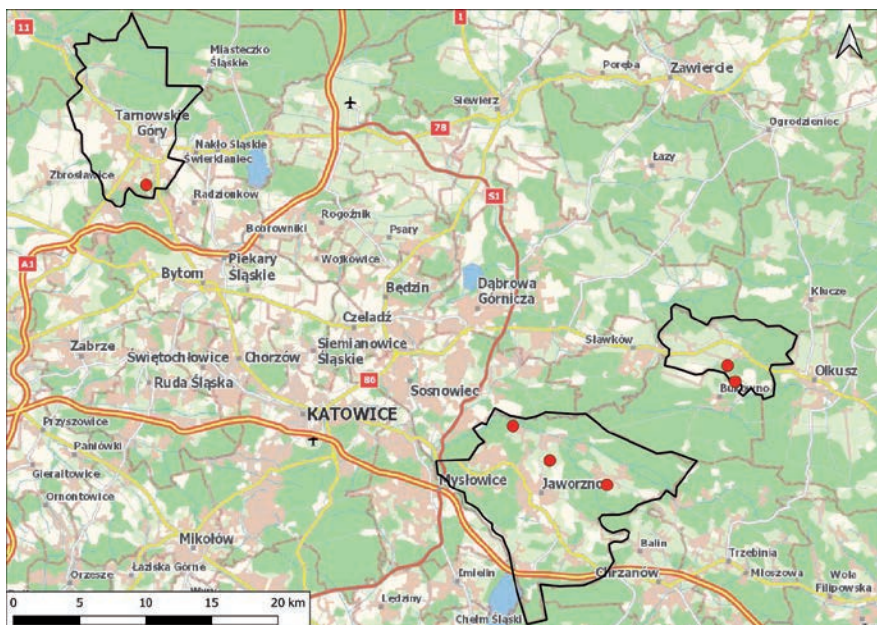 11
1
Miasteczko
Śląskie
Poręba
Zawiercie
Siewierz
Tarnowskie
Góry
78
Ogrodzieniec
Nakło Śląskie
Świerklaniec
Łazy
Zbrosławice
Radzionków
S1
Rogoźnik
Bobrowniki
Psary
Wojkowice
A1
Piekary
Śląskie
Bytom
Będzin
Dąbrowa
Górnicza
Klucze
Czeladź
Sławków
Zabrze
Siemianowice
Śląskie
Świętochłowice
Chorzów
Ruda Śląska
86
Olkusz
Bukowno
Sosnowiec
KATOWICE
Przyszowice
Paniówki
Gierałtowice
Mysłowice
Jaworzno
Ornontowice
Mikołów
Balin
Trzebinia
Orzesze
Łaziska Górne
Wyry
Imielin
Chrzanów
Młoszowa
Wola
Filipowska
Lędziny
Chełm Śląski
0 5 10 15 20 km